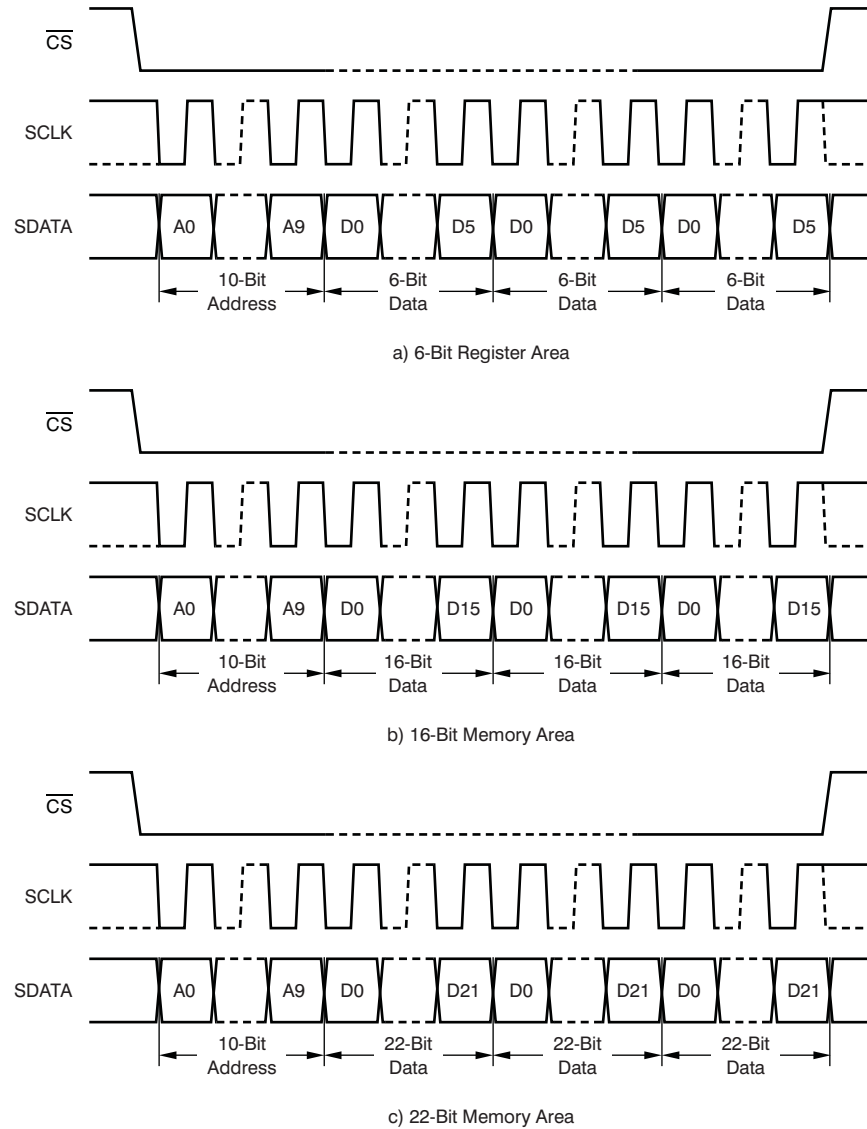 CS
SCLK
SDATA A0 A9 D0 D5 D0 D5 D0 D5
10-Bit Address 6-Bit Data 6-Bit Data 6-Bit Data
a) 6-Bit Register Area
CS
SCLK
SDATA A0 A9 D0 D15 D0 D15 D0 D15
10-Bit Address 16-Bit Data 16-Bit Data 16-Bit Data
b) 16-Bit Memory Area
CS
SCLK
SDATA A0 A9 D0 D21 D0 D21 D0 D21
10-Bit Address 22-Bit Data 22-Bit Data 22-Bit Data
c) 22-Bit Memory Area